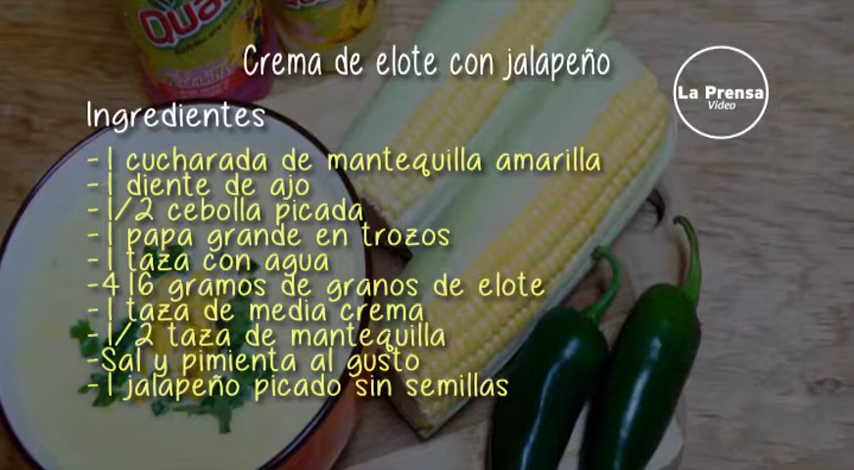 Crema de elote con jalapeño
La Prensa
Video
Ingredientes
-1 cucharada de mantequilla amarilla
-1 diente de ajo
-1/2 cebolla picada
-1 papa grande en trozos
-1 taza con agua
-416 gramos de granos de elote
-1 taza de media crema
-1/2 taza de mantequilla
-Sal y pimienta al gusto
-1 jalapeño picado sin semillas